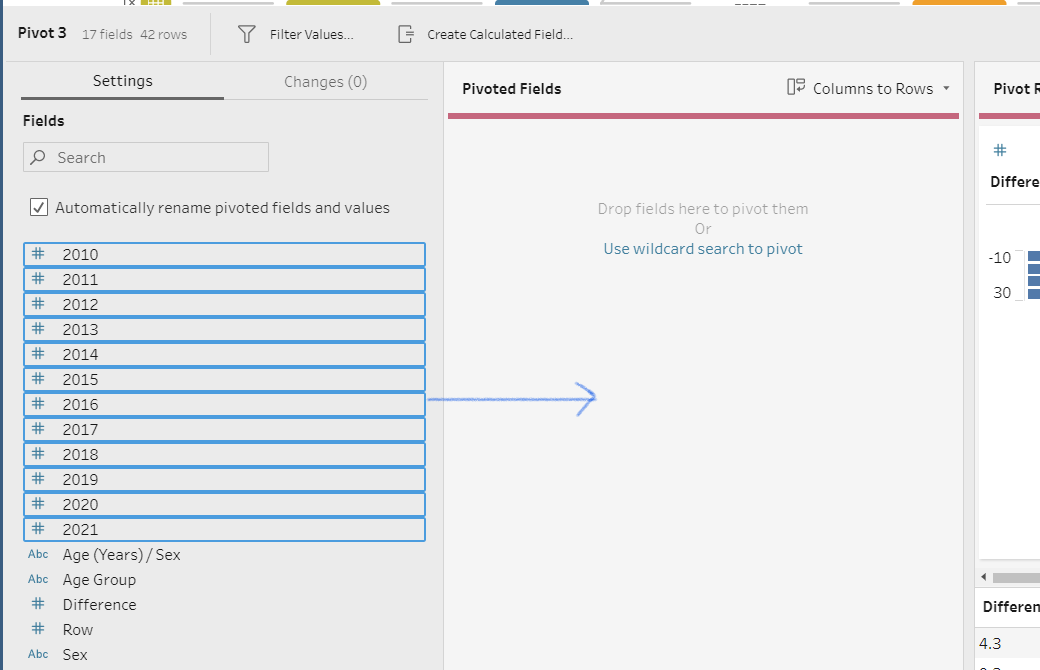 Pivot 3 17 fields 42 rows Filter Values... Create Calculated Field...
Settings Changes (0)
Fields
Search
Automatically rename pivoted fields and values
# 2010
# 2011
# 2012
# 2013
# 2014
# 2015
# 2016
# 2017
# 2018
# 2019
# 2020
# 2021
Abc Age (Years) / Sex
Abc Age Group
# Difference
# Row
Abc Sex
Pivoted Fields Columns to Rows
Drop fields here to pivot them
Or
Use wildcard search to pivot
Pivot R
#
Differe
-10
30
Differen
4.3